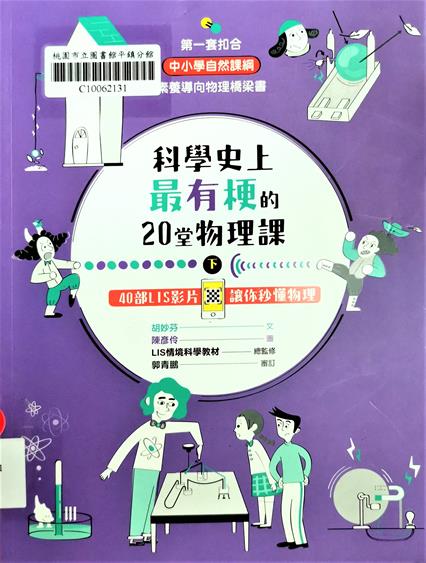 第一套扣合
中小學自然課綱
素養導向物理橋梁書
桃園市立圖書館平鎮分館
C10062131
科學史上
最有梗的
20堂物理課
下
40部LIS影片 讓你秒懂物理
胡妙芬 文
陳彥伶 圖
LIS情境科學教材 總監修
郭青鵬 審訂